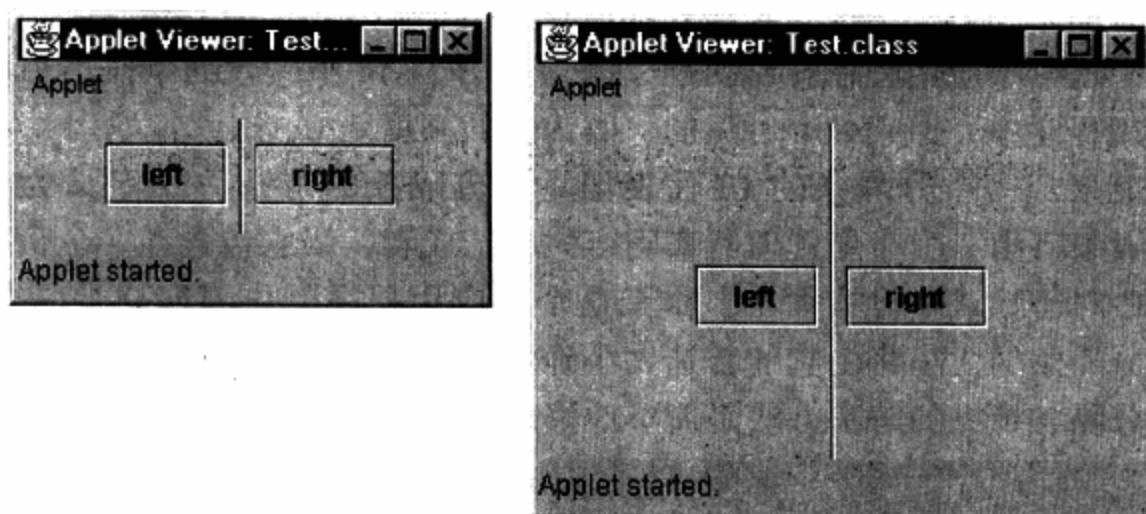 Applet Viewer: Test...
Applet
left right
Applet started.
Applet Viewer: Test.class
Applet
left right
Applet started.